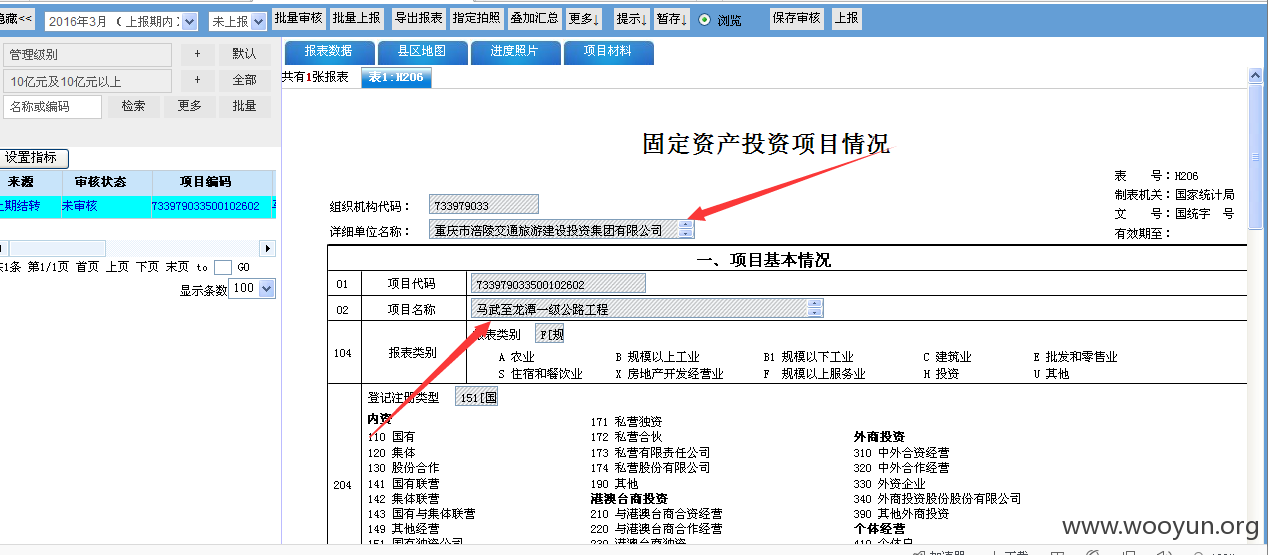 隐藏<<
2016年3月 （上报期内：
未上报
批量审核 批量上报 导出报表 指定拍照 叠加汇总 更多↓ 提示↓ 暂存↓ 浏览 保存审核 上报
管理级别 + 默认
10亿元及10亿元以上 + 全部
名称或编码 检索 更多 批量
设置指标
来源 审核状态 项目编码
上期结转 未审核 733979033500102602
共1条 第1/1页 首页 上页 下页 末页 to GO
显示条数 100
报表数据 县区地图 进度照片 项目材料
共有1张报表 表1:H206
固定资产投资项目情况
表 号：H206
制表机关：国家统计局
文 号：国统字 号
有效期至：
组织机构代码： 733979033
详细单位名称： 重庆市涪陵交通旅游建设投资集团有限公司
一、项目基本情况
01 项目代码 733979033500102602
02 项目名称 马武至龙潭一级公路工程
104 报表类别
报表类别 F[规
A 农业 B 规模以上工业 B1 规模以下工业 C 建筑业 E 批发和零售业
S 住宿和餐饮业 X 房地产开发经营业 F 规模以上服务业 H 投资 U 其他
204
登记注册类型 151[国
内资
110 国有
120 集体
130 股份合作
141 国有联营
142 集体联营
143 国有与集体联营
149 其他联营
151 国有独资公司
171 私营独资
172 私营合伙
173 私营有限责任公司
174 私营股份有限公司
190 其他
港澳台商投资
210 与港澳台商合资经营
220 与港澳台商合作经营
230 港澳台商独资
外商投资
310 中外合资经营
320 中外合作经营
330 外资企业
340 外商投资股份股份有限公司
390 其他外商投资
个体经营
410 个体户
www.wooyun.org